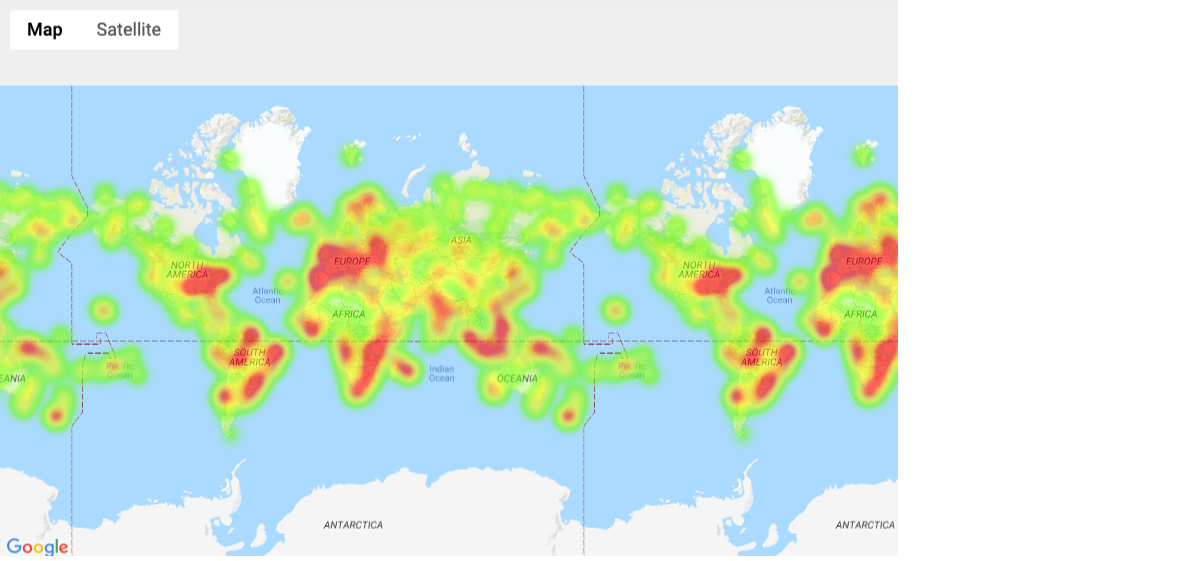 Map Satellite
ASIA
EUROPE
EUROPE
NORTH
AMERICA
NORTH
AMERICA
Atlantic
Ocean
Atlantic
Ocean
AFRICA
AFRICA
SOUTH
AMERICA
SOUTH
AMERICA
Pacific
Ocean
Pacific
Ocean
Indian
Ocean
EANIA
OCEANIA
ANTARCTICA
ANTARCTICA
Google